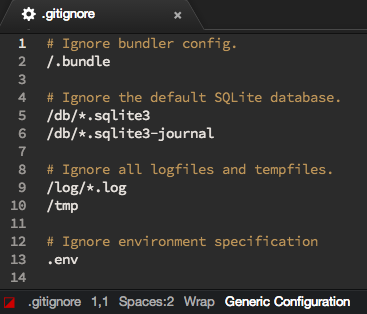 .gitignore ×
1 # Ignore bundler config.
2 /.bundle
3
4 # Ignore the default SQLite database.
5 /db/*.sqlite3
6 /db/*.sqlite3-journal
7
8 # Ignore all logfiles and tempfiles.
9 /log/*.log
10 /tmp
11
12 # Ignore environment specification
13 .env
14
.gitignore 1,1 Spaces:2 Wrap Generic Configuration